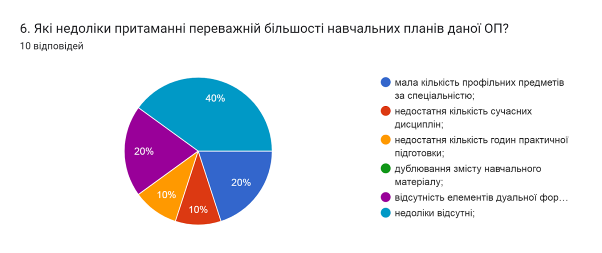 6. Які недоліки притаманні переважній більшості навчальних планів даної ОП?
10 відповідей
40%
20%
20%
10%
10%
мала кількість профільних предметів
за спеціальністю;
недостатня кількість сучасних
дисциплін;
недостатня кількість годин практичної
підготовки;
дублювання змісту навчального
матеріалу;
відсутність елементів дуальної фор…
недоліки відсутні;